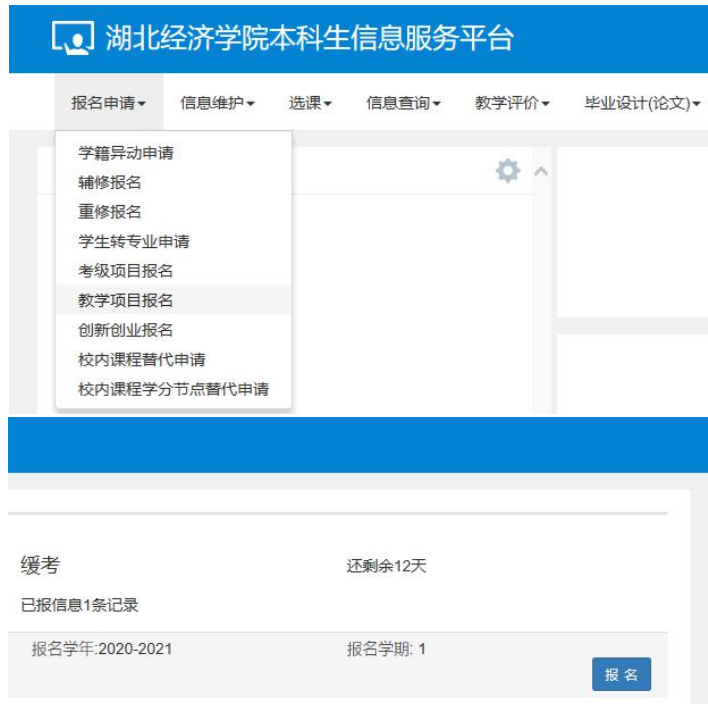 湖北经济学院本科生信息服务平台
报名申请 信息维护 选课 信息查询 教学评价 毕业设计(论文)
学籍异动申请
辅修报名
重修报名
学生转专业申请
考级项目报名
教学项目报名
创新创业报名
校内课程替代申请
校内课程学分节点替代申请
缓考 还剩余12天
已报信息1条记录
报名学年:2020-2021 报名学期: 1
报 名